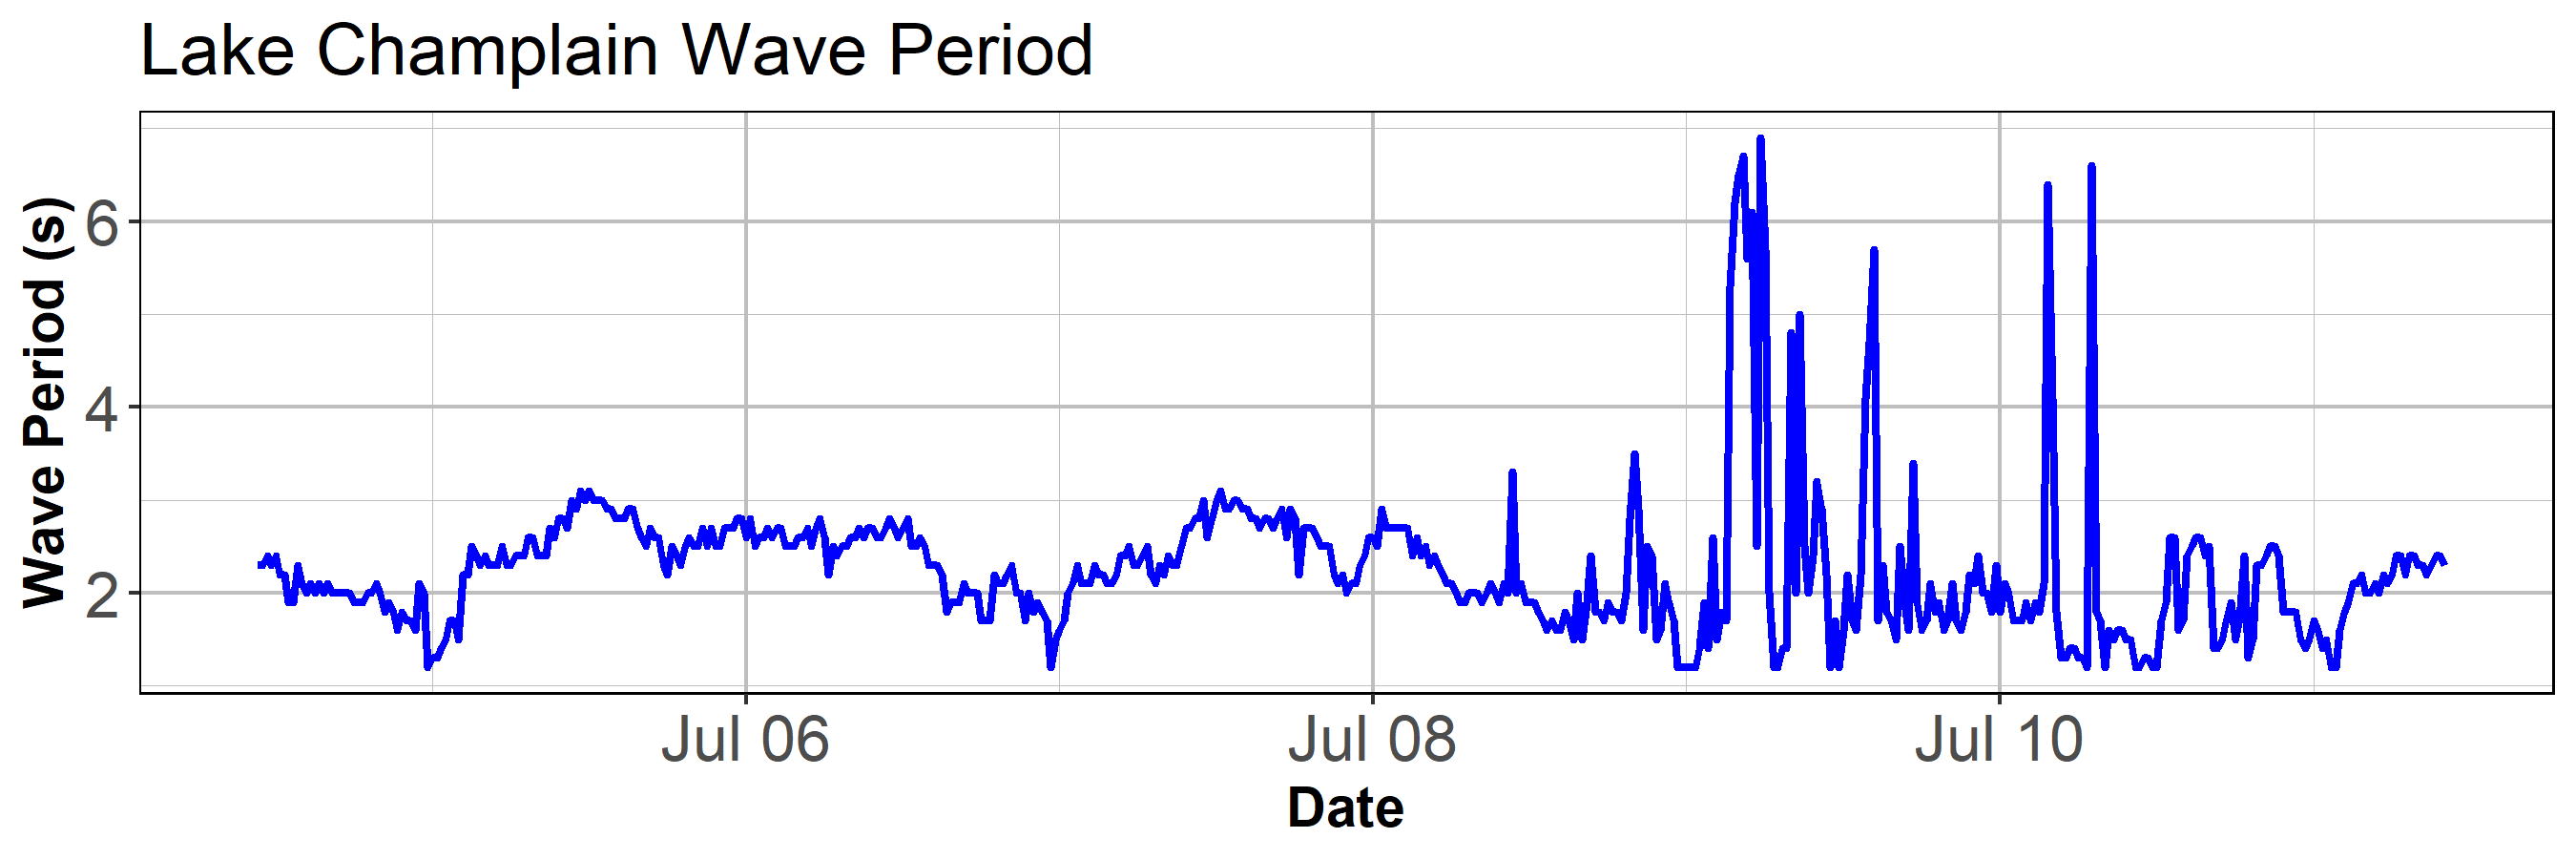 Lake Champlain Wave Period
Wave Period (s)
6
4
2
Jul 06
Jul 08
Jul 10
Date